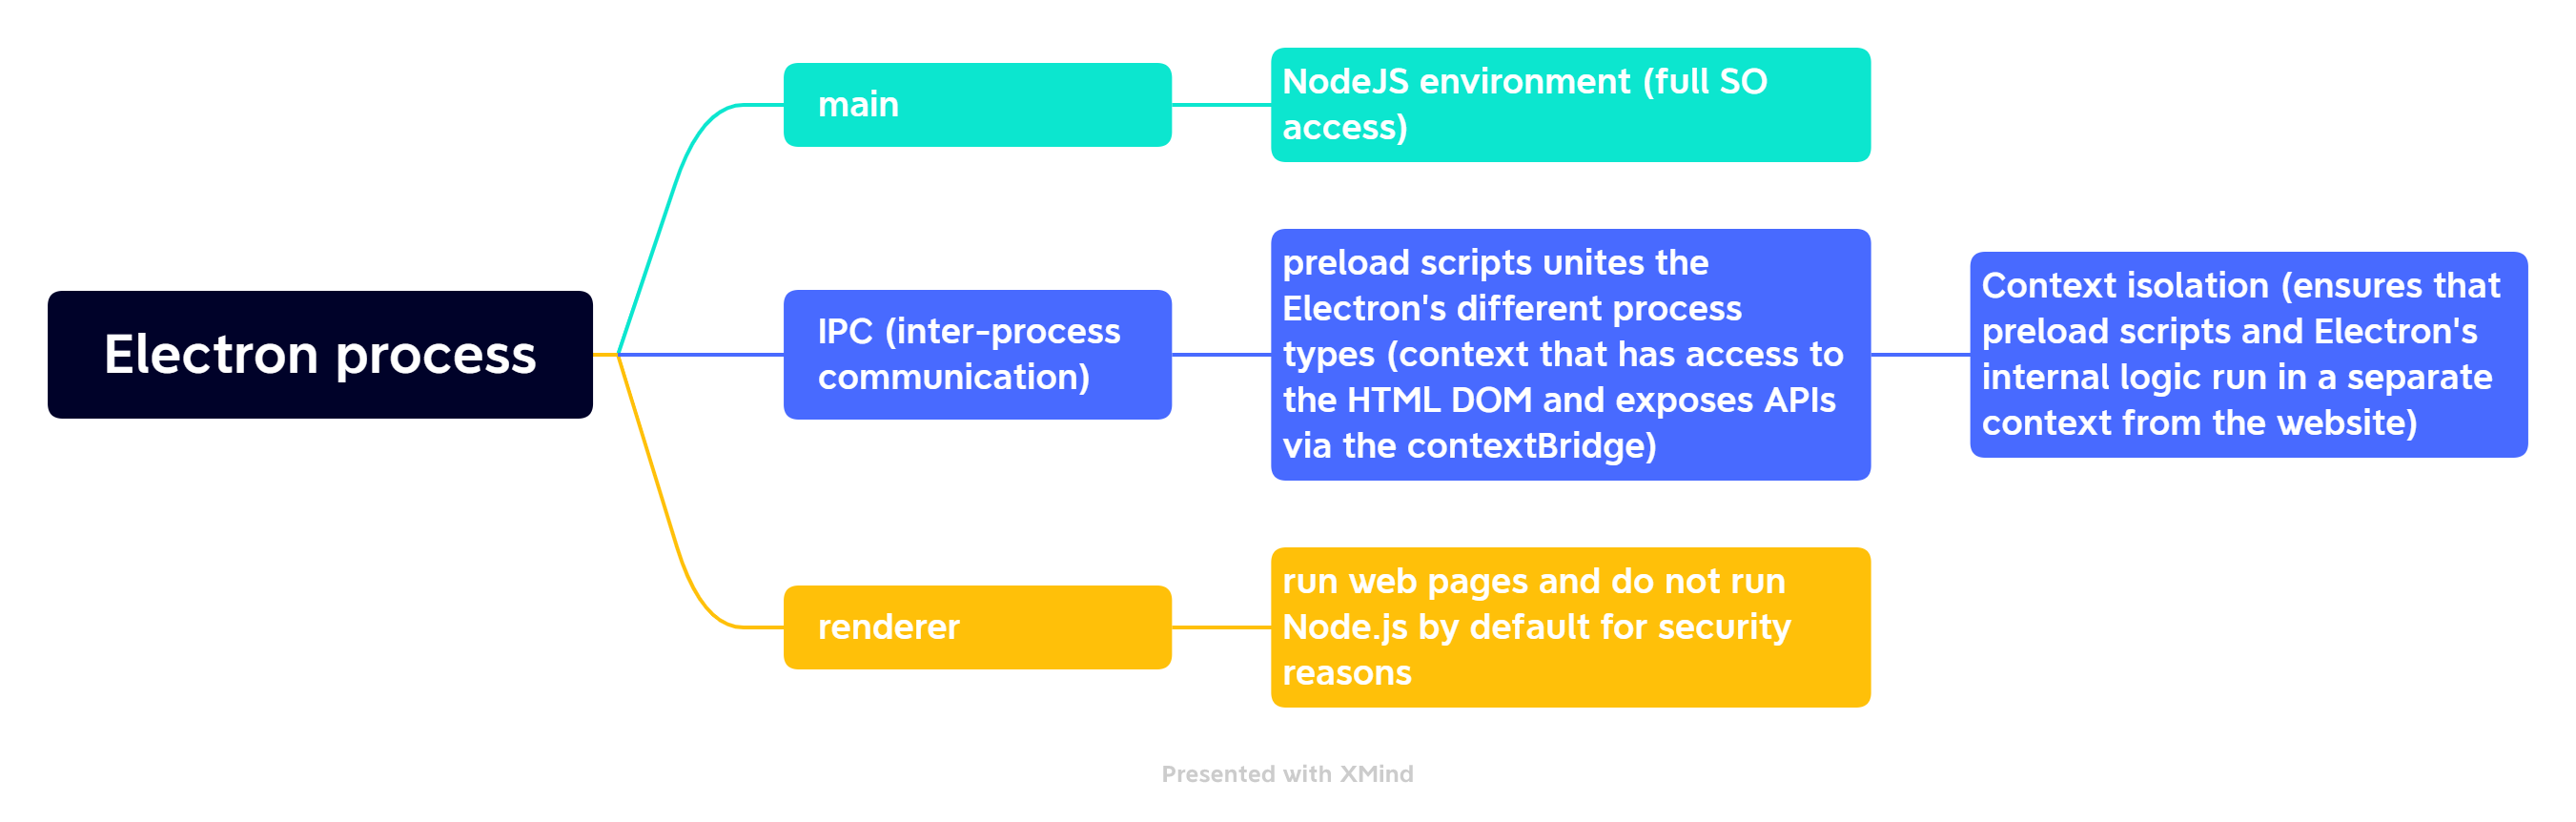 Electron process
main
NodeJS environment (full SO
access)
IPC (inter-process
communication)
preload scripts unites the
Electron's different process
types (context that has access to
the HTML DOM and exposes APIs
via the contextBridge)
Context isolation (ensures that
preload scripts and Electron's
internal logic run in a separate
context from the website)
renderer
run web pages and do not run
Node.js by default for security
reasons
Presented with XMind